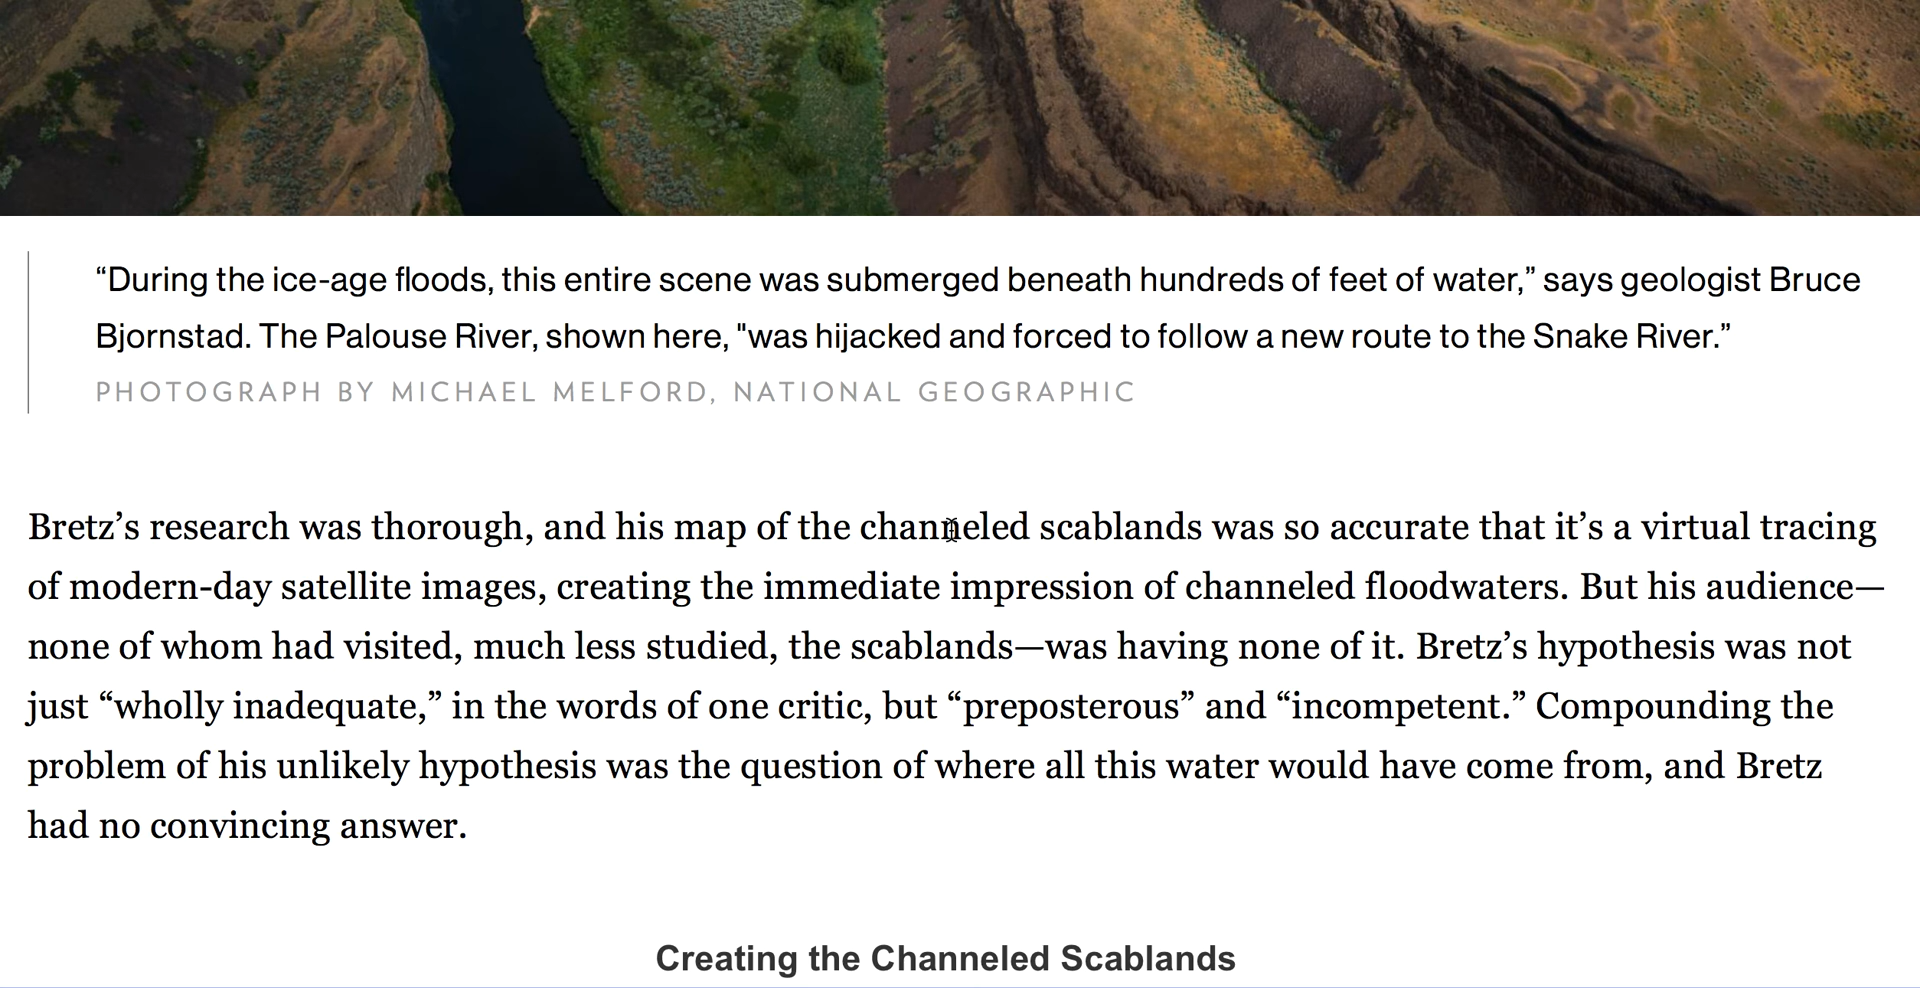 “During the ice-age floods, this entire scene was submerged beneath hundreds of feet of water,” says geologist Bruce
Bjornstad. The Palouse River, shown here, "was hijacked and forced to follow a new route to the Snake River.”
PHOTOGRAPH BY MICHAEL MELFORD, NATIONAL GEOGRAPHIC
Bretz’s research was thorough, and his map of the channeled scablands was so accurate that it’s a virtual tracing
of modern-day satellite images, creating the immediate impression of channeled floodwaters. But his audience—
none of whom had visited, much less studied, the scablands—was having none of it. Bretz’s hypothesis was not
just “wholly inadequate,” in the words of one critic, but “preposterous” and “incompetent.” Compounding the
problem of his unlikely hypothesis was the question of where all this water would have come from, and Bretz
had no convincing answer.
Creating the Channeled Scablands